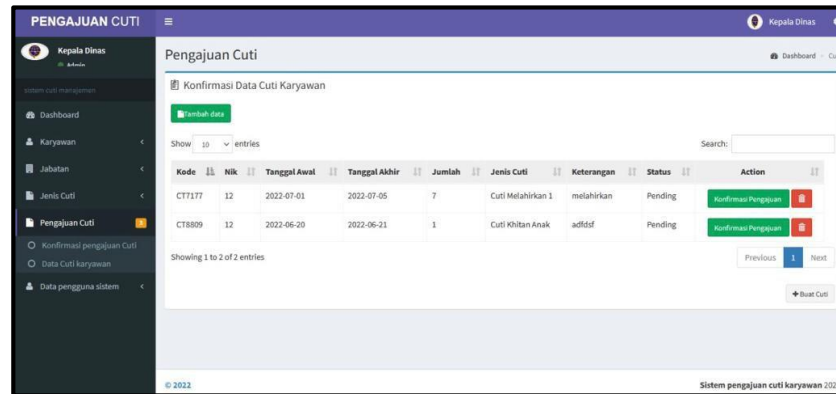 PENGAJUAN CUTI
Kepala Dinas
Kepala Dinas
Admin
sistem cuti manajemen
Dashboard
Karyawan
Jabatan
Jenis Cuti
Pengajuan Cuti
Konfirmasi pengajuan Cuti
Data Cuti karyawan
Data pengguna sistem
Pengajuan Cuti
Dashboard
Konfirmasi Data Cuti Karyawan
Tambah data
Show 10 entries
Search:
Kode Nik Tanggal Awal Tanggal Akhir Jumlah Jenis Cuti Keterangan Status Action
CT7177 12 2022-07-01 2022-07-05 7 Cuti Melahirkan 1 melahirkan Pending Konfirmasi Pengajuan
CT8809 12 2022-06-20 2022-06-21 1 Cuti Khitan Anak adfdsf Pending Konfirmasi Pengajuan
Showing 1 to 2 of 2 entries
Previous 1 Next
+Buat Cuti
© 2022
Sistem pengajuan cuti karyawan 202